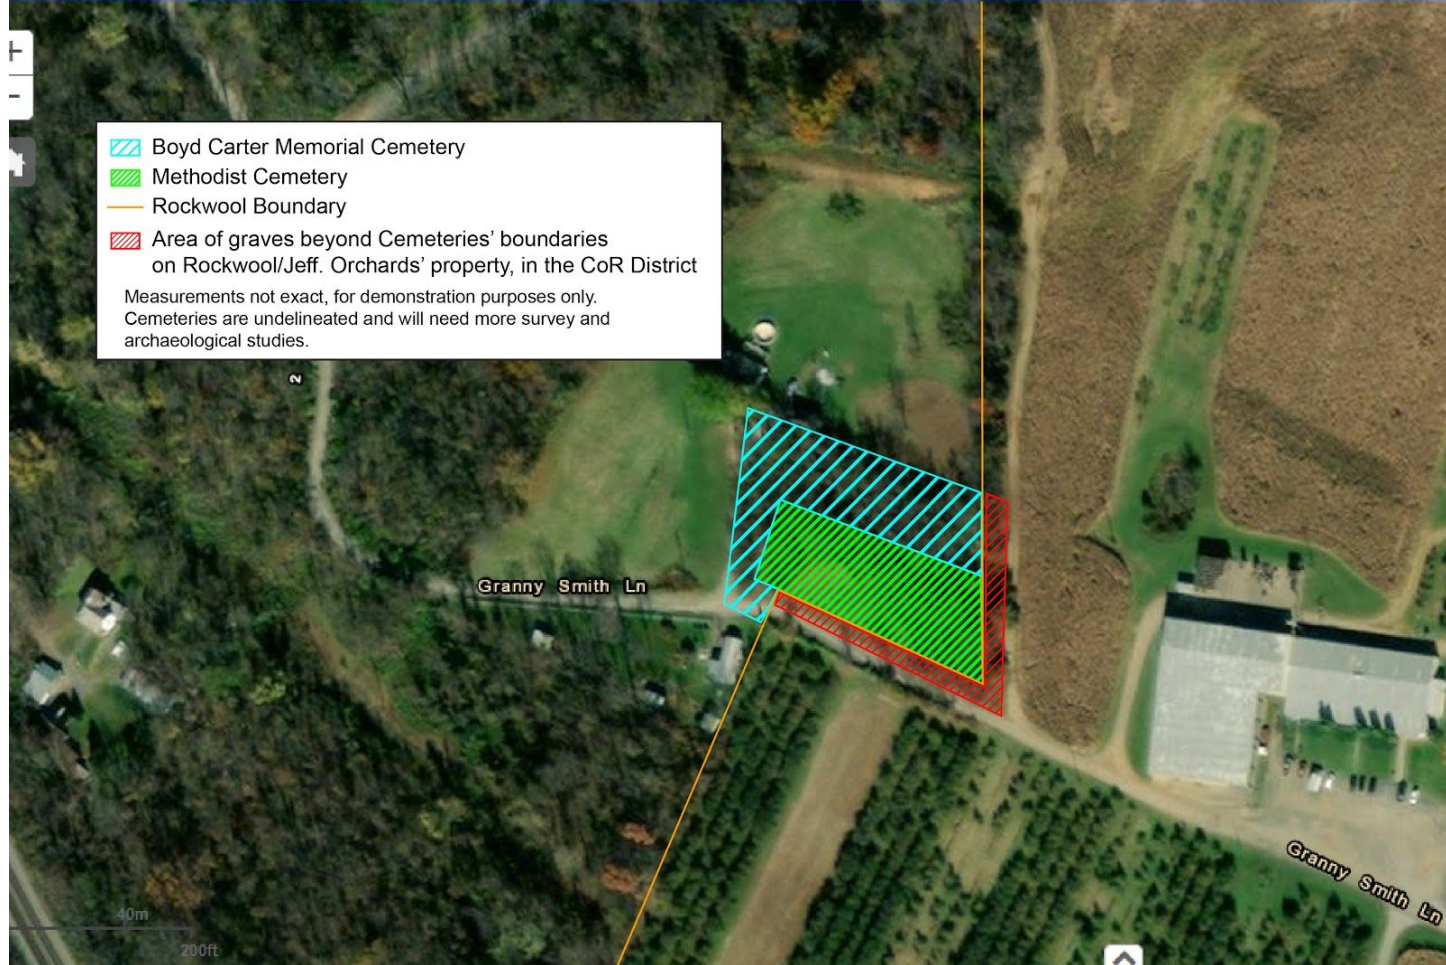 +
−
Boyd Carter Memorial Cemetery
Methodist Cemetery
Rockwool Boundary
Area of graves beyond Cemeteries’ boundaries
on Rockwool/Jeff. Orchards’ property, in the CoR District
Measurements not exact, for demonstration purposes only.
Cemeteries are undelineated and will need more survey and
archaeological studies.
2
Granny Smith Ln
Granny Smith Ln
40m
200ft